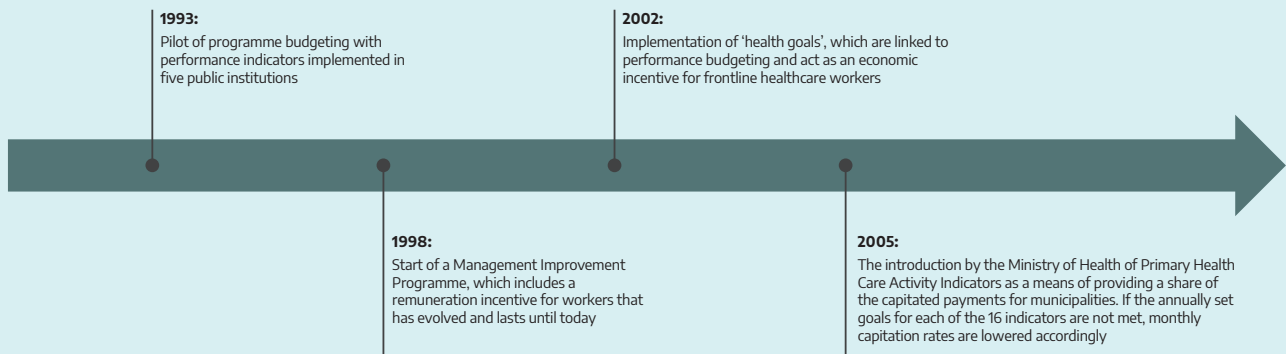 1993:
Pilot of programme budgeting with
performance indicators implemented in
five public institutions
2002:
Implementation of ‘health goals’, which are linked to
performance budgeting and act as an economic
incentive for frontline healthcare workers
1998:
Start of a Management Improvement
Programme, which includes a
remuneration incentive for workers that
has evolved and lasts until today
2005:
The introduction by the Ministry of Health of Primary Health
Care Activity Indicators as a means of providing a share of
the capitated payments for municipalities. If the annually set
goals for each of the 16 indicators are not met, monthly
capitation rates are lowered accordingly